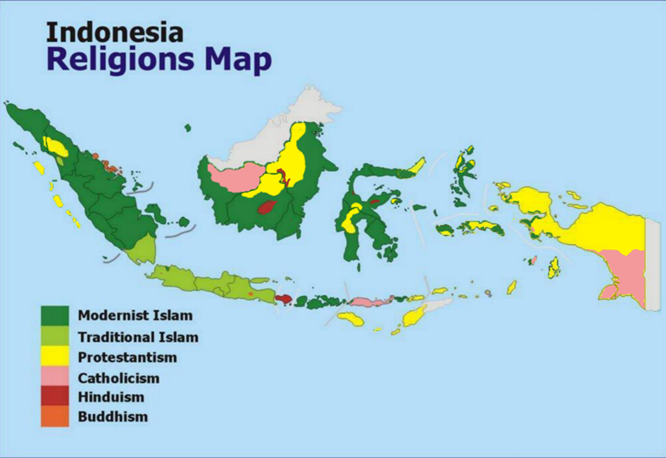 Indonesia
Religions Map
Modernist Islam
Traditional Islam
Protestantism
Catholicism
Hinduism
Buddhism